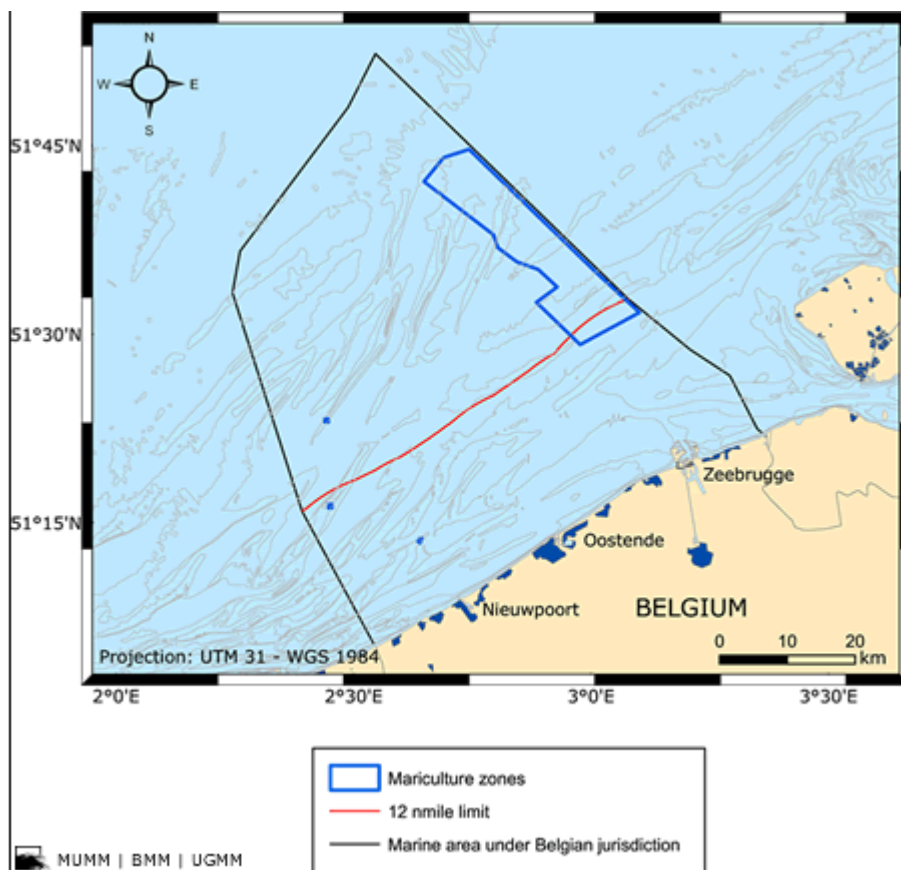 N
W E
S
51°45'N
51°30'N
51°15'N
Zeebrugge
Oostende
Nieuwpoort
BELGIUM
Projection: UTM 31 - WGS 1984
0 10 20
km
2°0'E 2°30'E 3°0'E 3°30'E
Mariculture zones
12 nmile limit
Marine area under Belgian jurisdiction
MUMM | BMM | UGMM